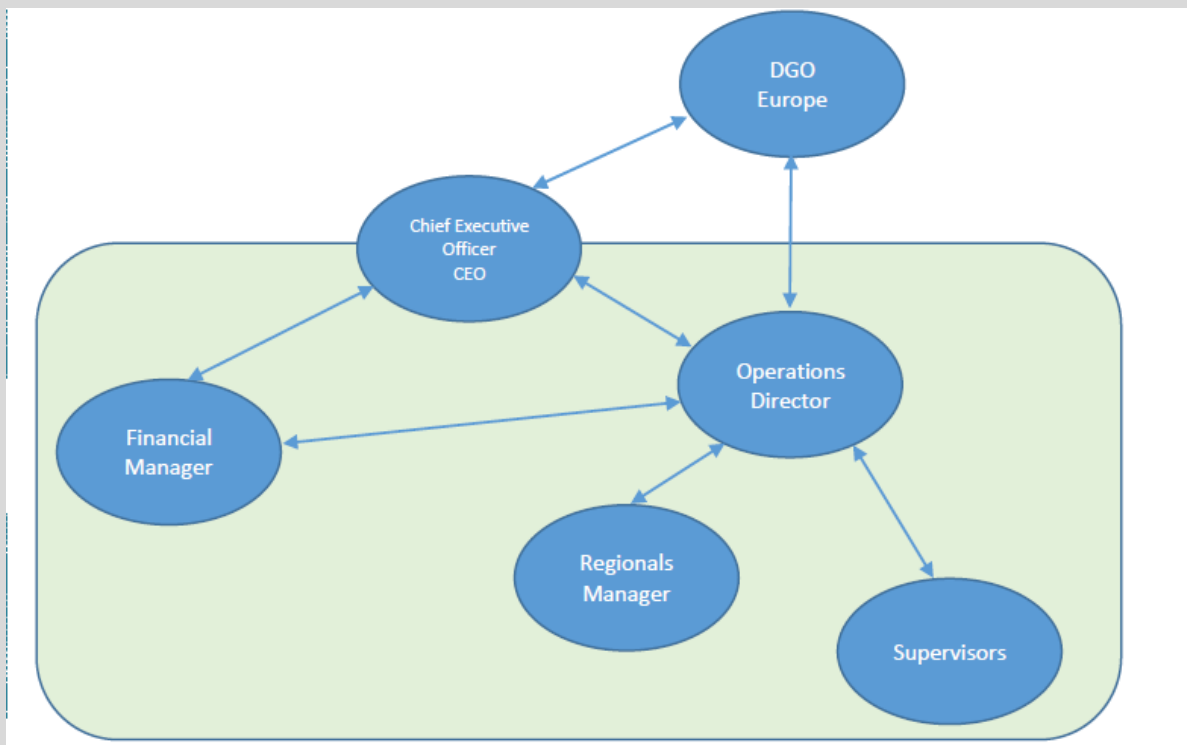 DGO
Europe
Chief Executive
Officer
CEO
Operations
Director
Financial
Manager
Regionals
Manager
Supervisors